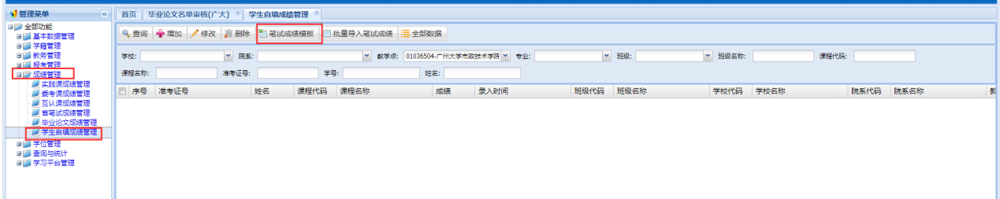 管理菜单
全部功能
基本数据管理
学籍管理
教务管理
报考管理
成绩管理
实践课成绩管理
委考课成绩管理
互认课成绩管理
省笔试成绩管理
毕业论文成绩管理
学生自填成绩管理
学位管理
查询与统计
学习平台管理
首页 毕业论文名单审核(广大) 学生自填成绩管理
查询 增加 修改 删除 笔试成绩模板 批量导入笔试成绩 全部数据
学校: 院系: 教学点: 01036504-广州大学市政技术学院 专业: 班级: 班级名称: 课程代码:
课程名称: 准考证号: 学号: 姓名:
序号 准考证号 姓名 课程代码 课程名称 成绩 录入时间 班级代码 班级名称 学校代码 学校名称 院系代码 院系名称 教